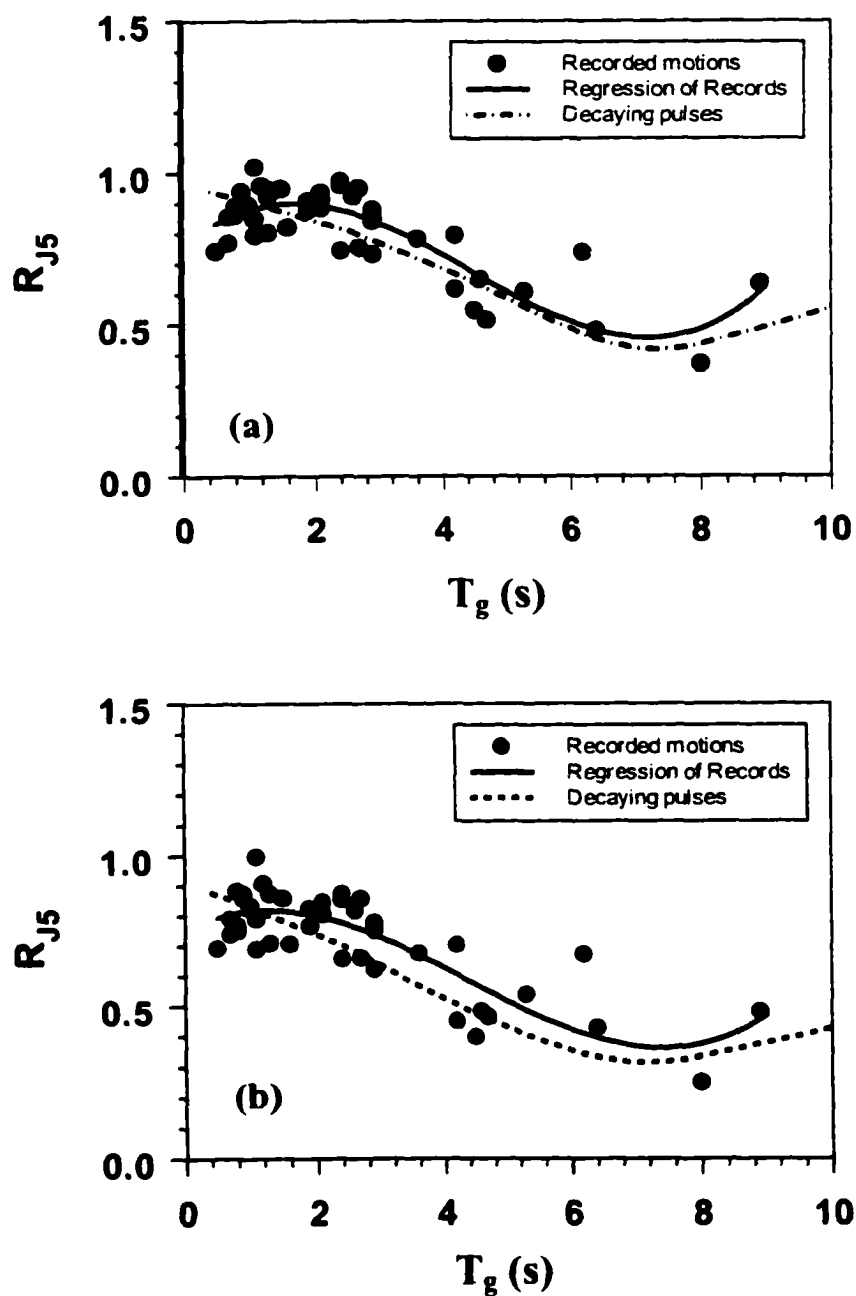 1.5
Recorded motions
Regression of Records
Decaying pulses
1.0
R_J5
0.5
(a)
0.0
0 2 4 6 8 10
T_g (s)
1.5
Recorded motions
Regression of Records
Decaying pulses
1.0
R_J5
0.5
(b)
0.0
0 2 4 6 8 10
T_g (s)